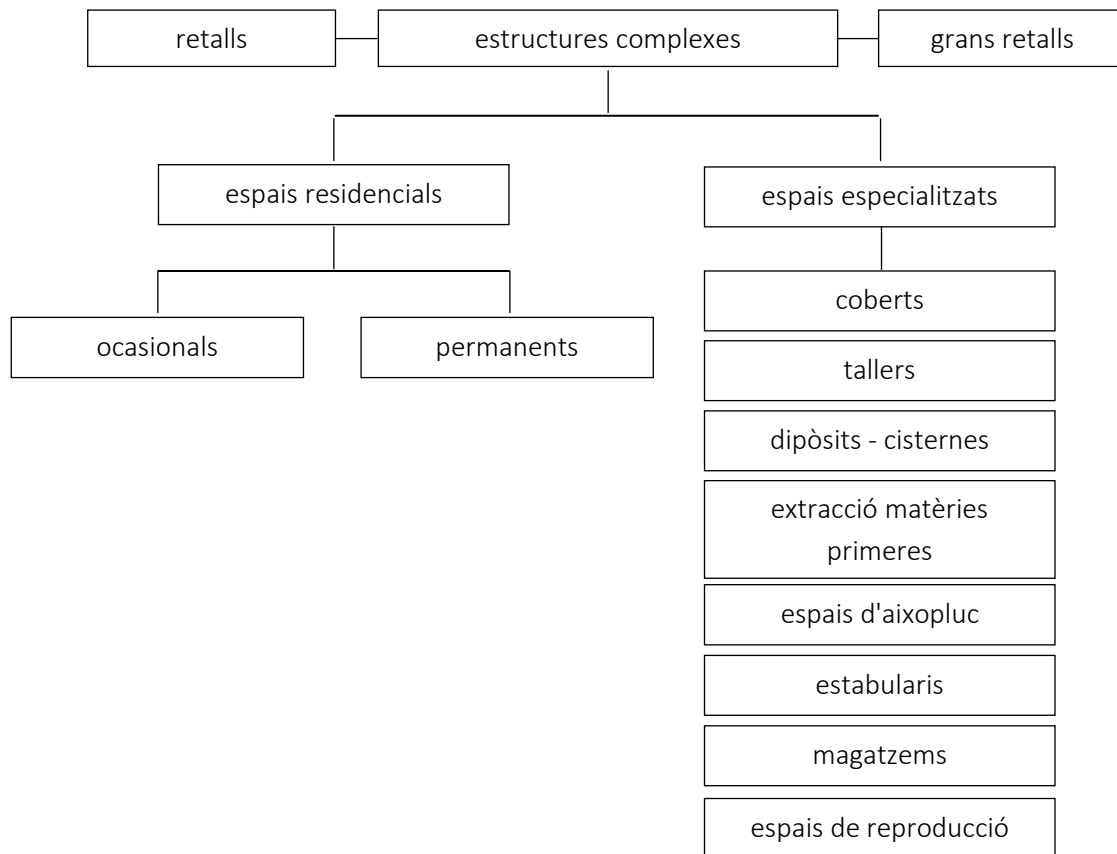 retalls
estructures complexes
grans retalls
espais residencials
espais especialitzats
ocasionals
permanents
coberts
tallers
dipòsits - cisternes
extracció matèries
primeres
espais d'aixopluc
estabularis
magatzems
espais de reproducció